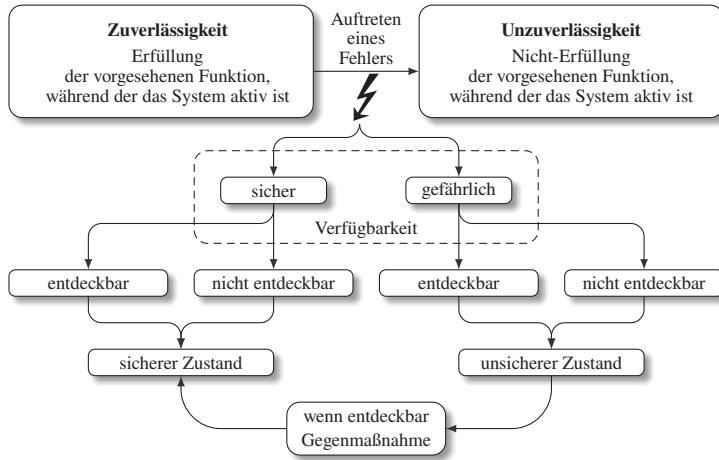 Zuverlässigkeit
Erfüllung
der vorgesehenen Funktion,
während der das System aktiv ist
Auftreten
eines
Fehlers
Unzuverlässigkeit
Nicht-Erfüllung
der vorgesehenen Funktion,
während der das System aktiv ist
sicher
gefährlich
Verfügbarkeit
entdeckbar
nicht entdeckbar
entdeckbar
nicht entdeckbar
sicherer Zustand
unsicherer Zustand
wenn entdeckbar
Gegenmaßnahme